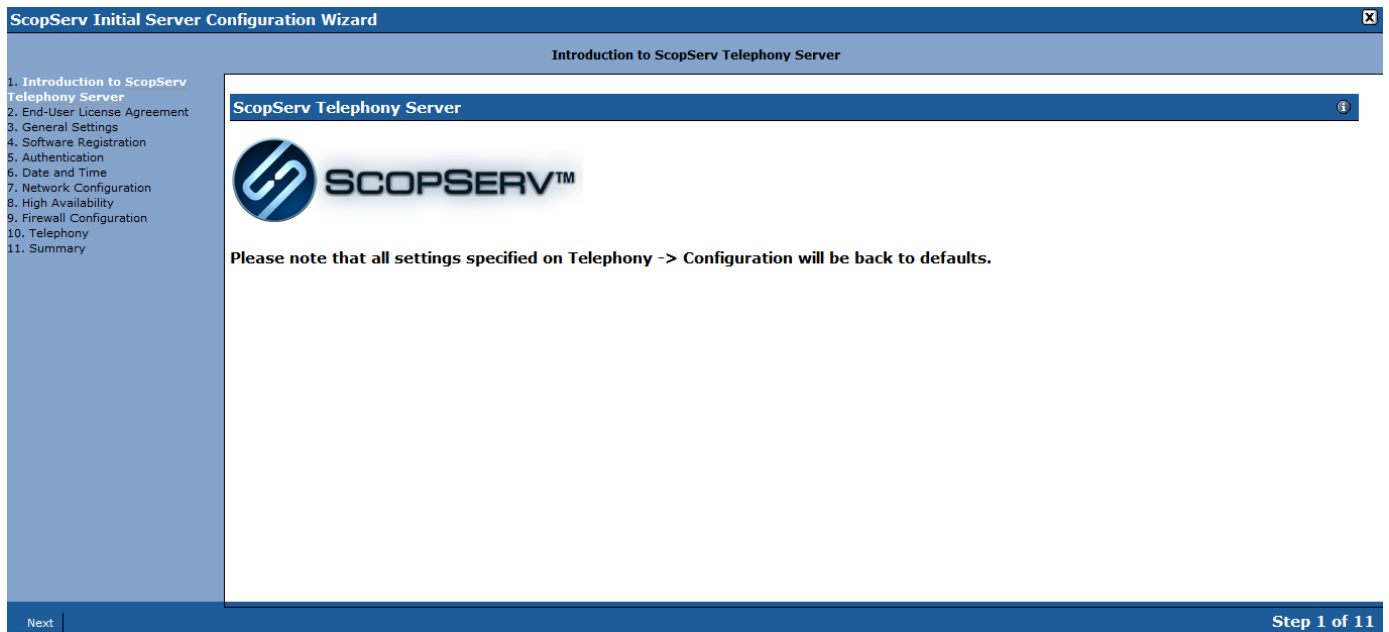 ScopServ Initial Server Configuration Wizard
Introduction to ScopServ Telephony Server
1. Introduction to ScopServ
Telephony Server
2. End-User License Agreement
3. General Settings
4. Software Registration
5. Authentication
6. Date and Time
7. Network Configuration
8. High Availability
9. Firewall Configuration
10. Telephony
11. Summary
ScopServ Telephony Server
SCOPSERV™
Please note that all settings specified on Telephony -> Configuration will be back to defaults.
Next
Step 1 of 11